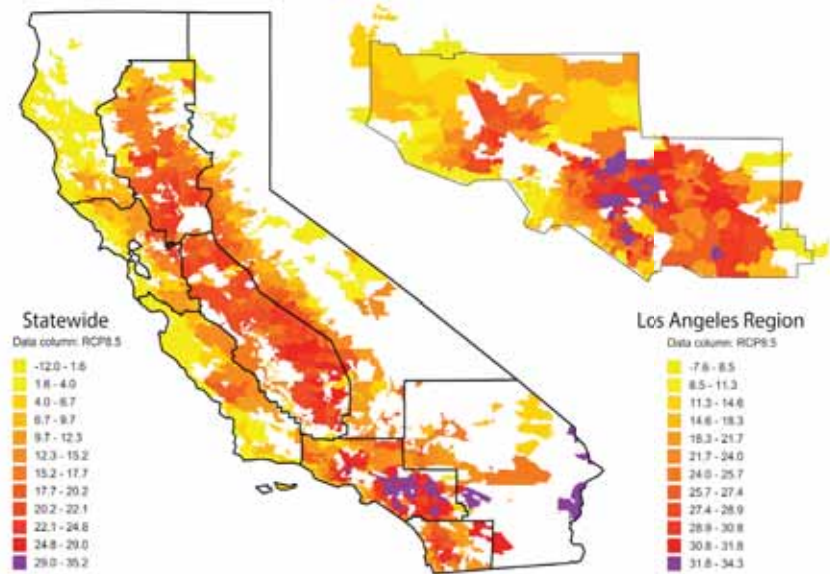 Statewide
Data column: RCP8.5
-12.0 - 1.6
1.6 - 4.0
4.0 - 6.7
6.7 - 9.7
9.7 - 12.3
12.3 - 15.2
15.2 - 17.7
17.7 - 20.2
20.2 - 22.1
22.1 - 24.8
24.8 - 29.0
29.0 - 35.2
Los Angeles Region
Data column: RCP8.5
-7.6 - 8.5
8.5 - 11.3
11.3 - 14.6
14.6 - 18.3
18.3 - 21.7
21.7 - 24.0
24.0 - 25.7
25.7 - 27.4
27.4 - 28.9
28.9 - 30.8
30.8 - 31.8
31.8 - 34.3